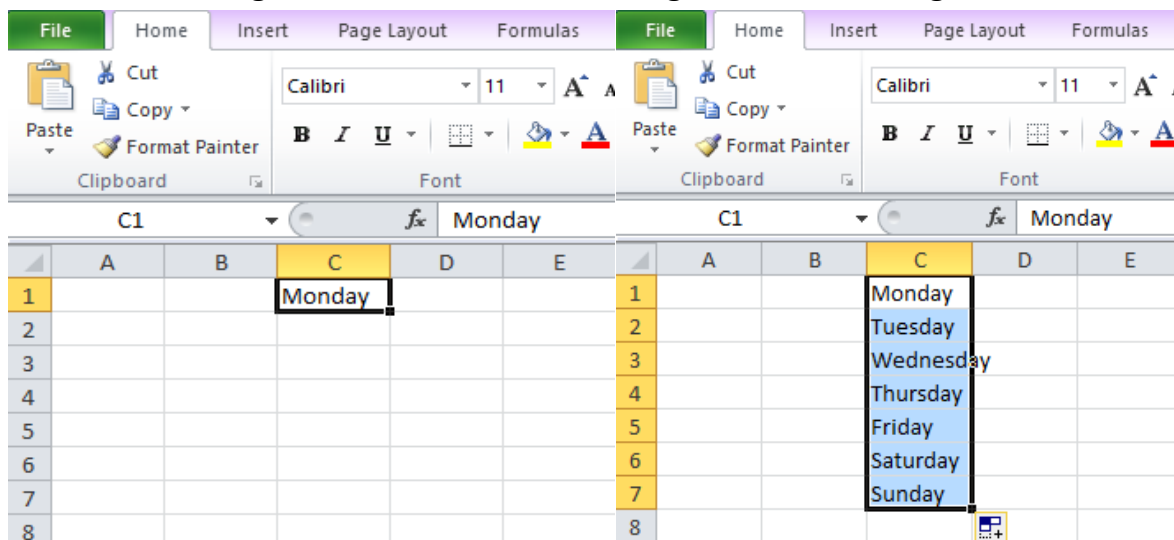 File Home Insert Page Layout Formulas
Cut
Copy
Paste
Format Painter
Calibri 11 A A
B I U A
Clipboard Font
C1 fx Monday
A B C D E
1 Monday
2
3
4
5
6
7
8
File Home Insert Page Layout Formulas
Cut
Copy
Paste
Format Painter
Calibri 11 A
B I U A
Clipboard Font
C1 fx Monday
A B C D E
1 Monday
2 Tuesday
3 Wednesday
4 Thursday
5 Friday
6 Saturday
7 Sunday
8